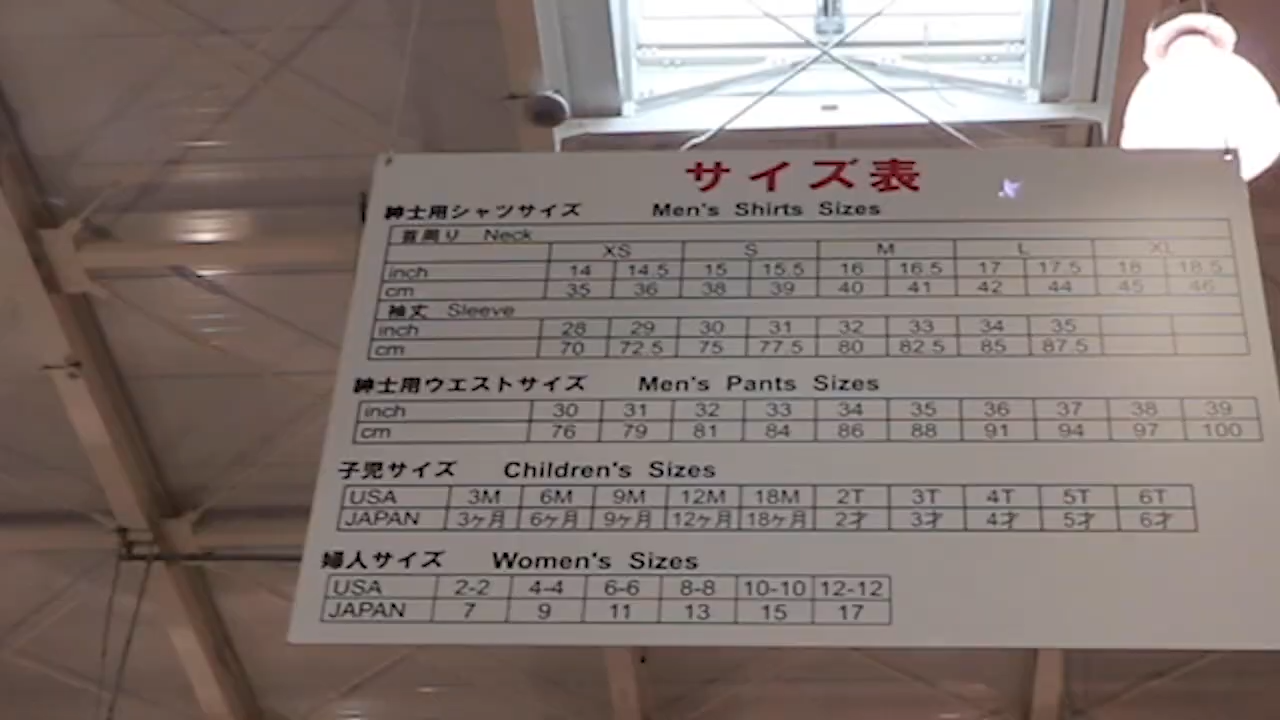 サイズ表
紳士用シャツサイズ Men's Shirts Sizes
首周り Neck
XS S M L XL
inch 14 14.5 15 15.5 16 16.5 17 17.5 18 18.5
cm 35 36 38 39 40 41 42 44 45 46
袖丈 Sleeve
inch 28 29 30 31 32 33 34 35
cm 70 72.5 75 77.5 80 82.5 85 87.5
紳士用ウエストサイズ Men's Pants Sizes
inch 30 31 32 33 34 35 36 37 38 39
cm 76 79 81 84 86 88 91 94 97 100
子児サイズ Children's Sizes
USA 3M 6M 9M 12M 18M 2T 3T 4T 5T 6T
JAPAN 3ヶ月 6ヶ月 9ヶ月 12ヶ月 18ヶ月 2才 3才 4才 5才 6才
婦人サイズ Women's Sizes
USA 2-2 4-4 6-6 8-8 10-10 12-12
JAPAN 7 9 11 13 15 17